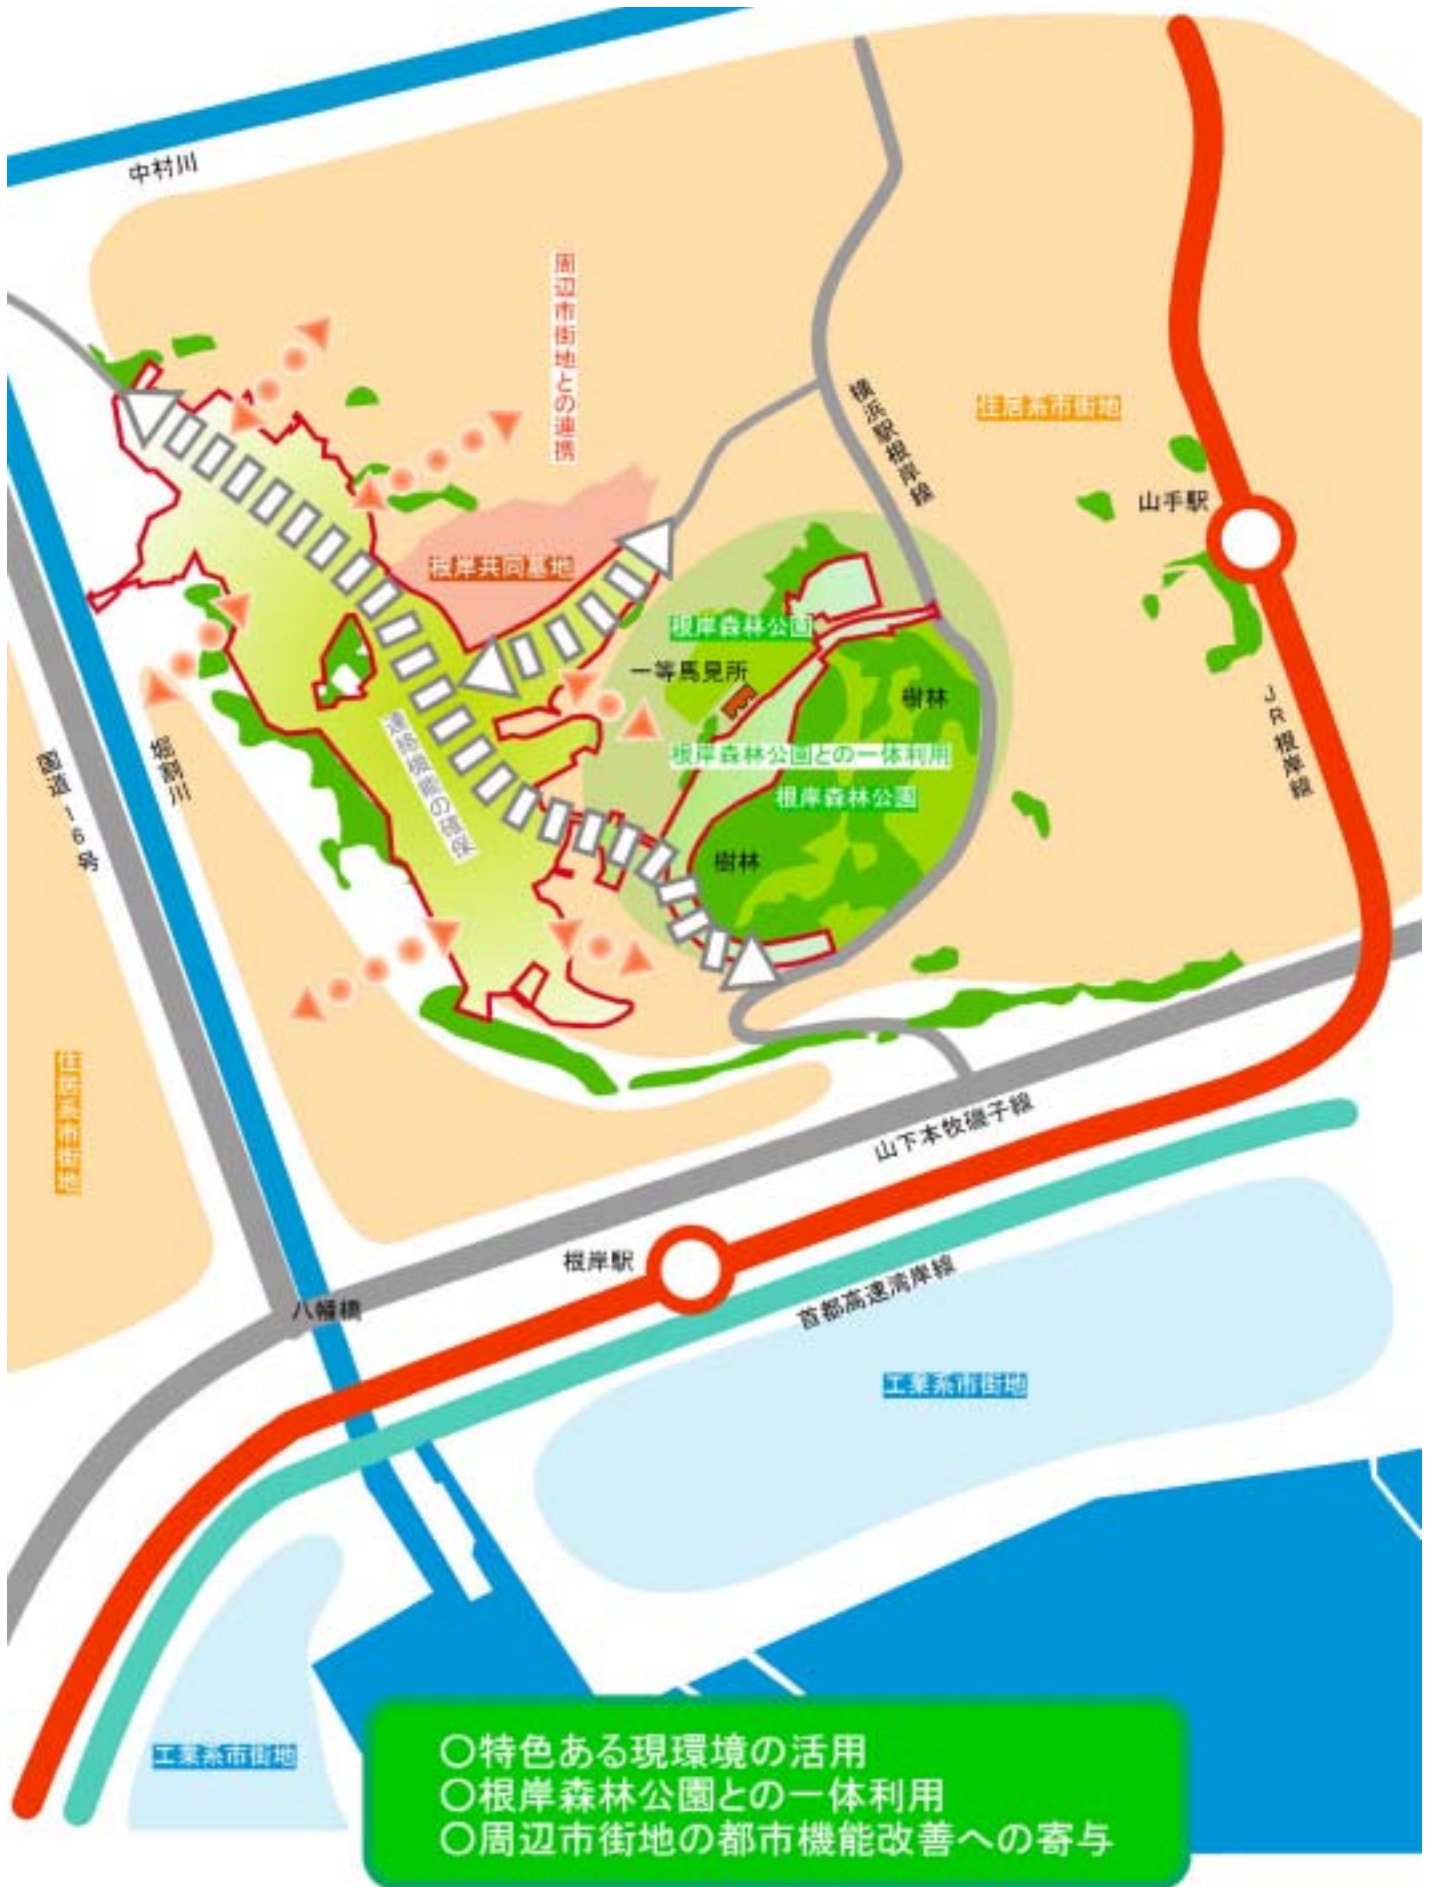 中村川
周辺市街地との連携
横浜駅根岸線
住居系市街地
山手駅
根岸共同墓地
根岸森林公園
一等馬見所
樹林
JR根岸線
根岸森林公園との一体利用
根岸森林公園
連絡機能の確保
堀割川
国道16号
樹林
住居系市街地
山下本牧磯子線
根岸駅
首都高速湾岸線
八幡橋
工業系市街地
工業系市街地
○特色ある現環境の活用
○根岸森林公園との一体利用
○周辺市街地の都市機能改善への寄与